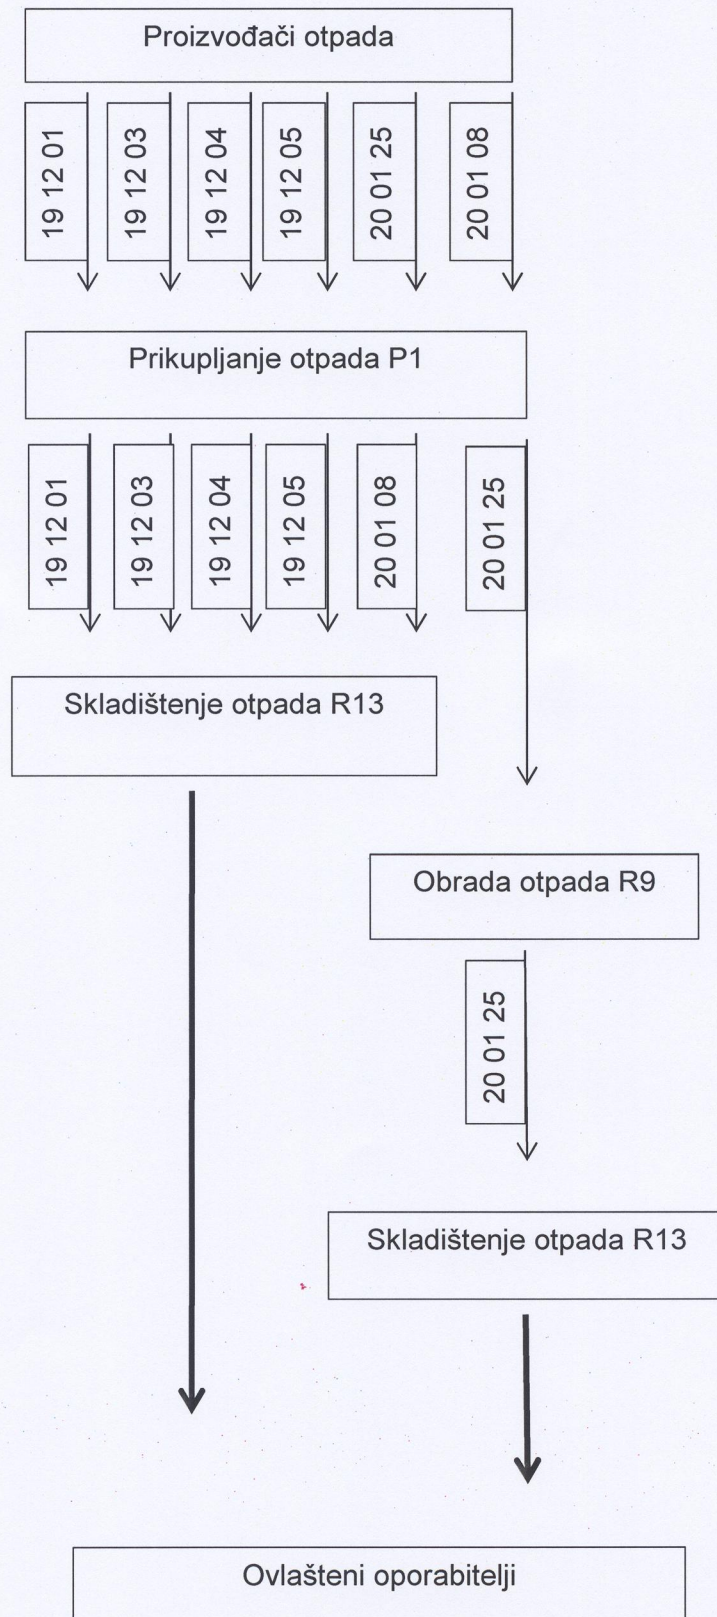 Proizvođači otpada
19 12 01
19 12 03
19 12 04
19 12 05
20 01 25
20 01 08
Prikupljanje otpada P1
19 12 01
19 12 03
19 12 04
19 12 05
20 01 08
20 01 25
Skladištenje otpada R13
Obrada otpada R9
20 01 25
Skladištenje otpada R13
Ovlašteni oporabitelji